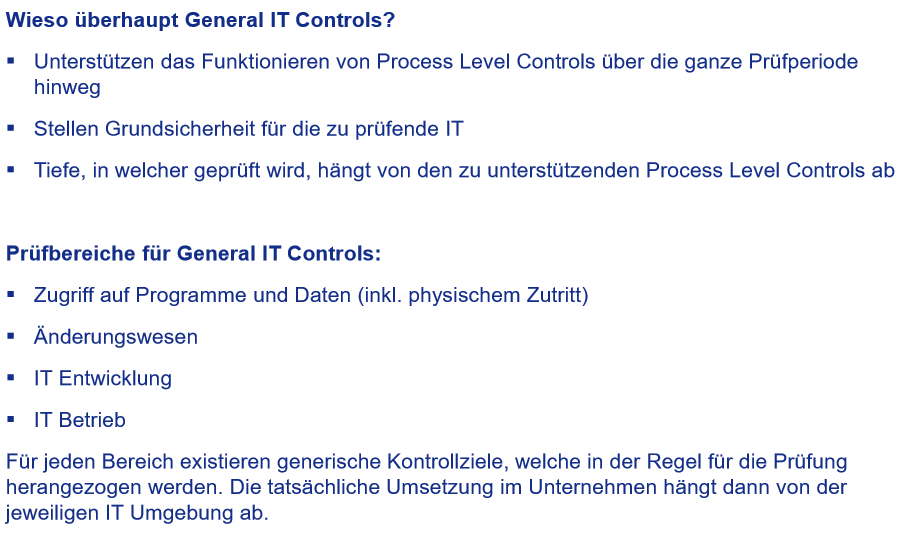 Wieso überhaupt General IT Controls?
▪ Unterstützen das Funktionieren von Process Level Controls über die ganze Prüfperiode
hinweg
▪ Stellen Grundsicherheit für die zu prüfende IT
▪ Tiefe, in welcher geprüft wird, hängt von den zu unterstützenden Process Level Controls ab
Prüfbereiche für General IT Controls:
▪ Zugriff auf Programme und Daten (inkl. physischem Zutritt)
▪ Änderungswesen
▪ IT Entwicklung
▪ IT Betrieb
Für jeden Bereich existieren generische Kontrollziele, welche in der Regel für die Prüfung
herangezogen werden. Die tatsächliche Umsetzung im Unternehmen hängt dann von der
jeweiligen IT Umgebung ab.